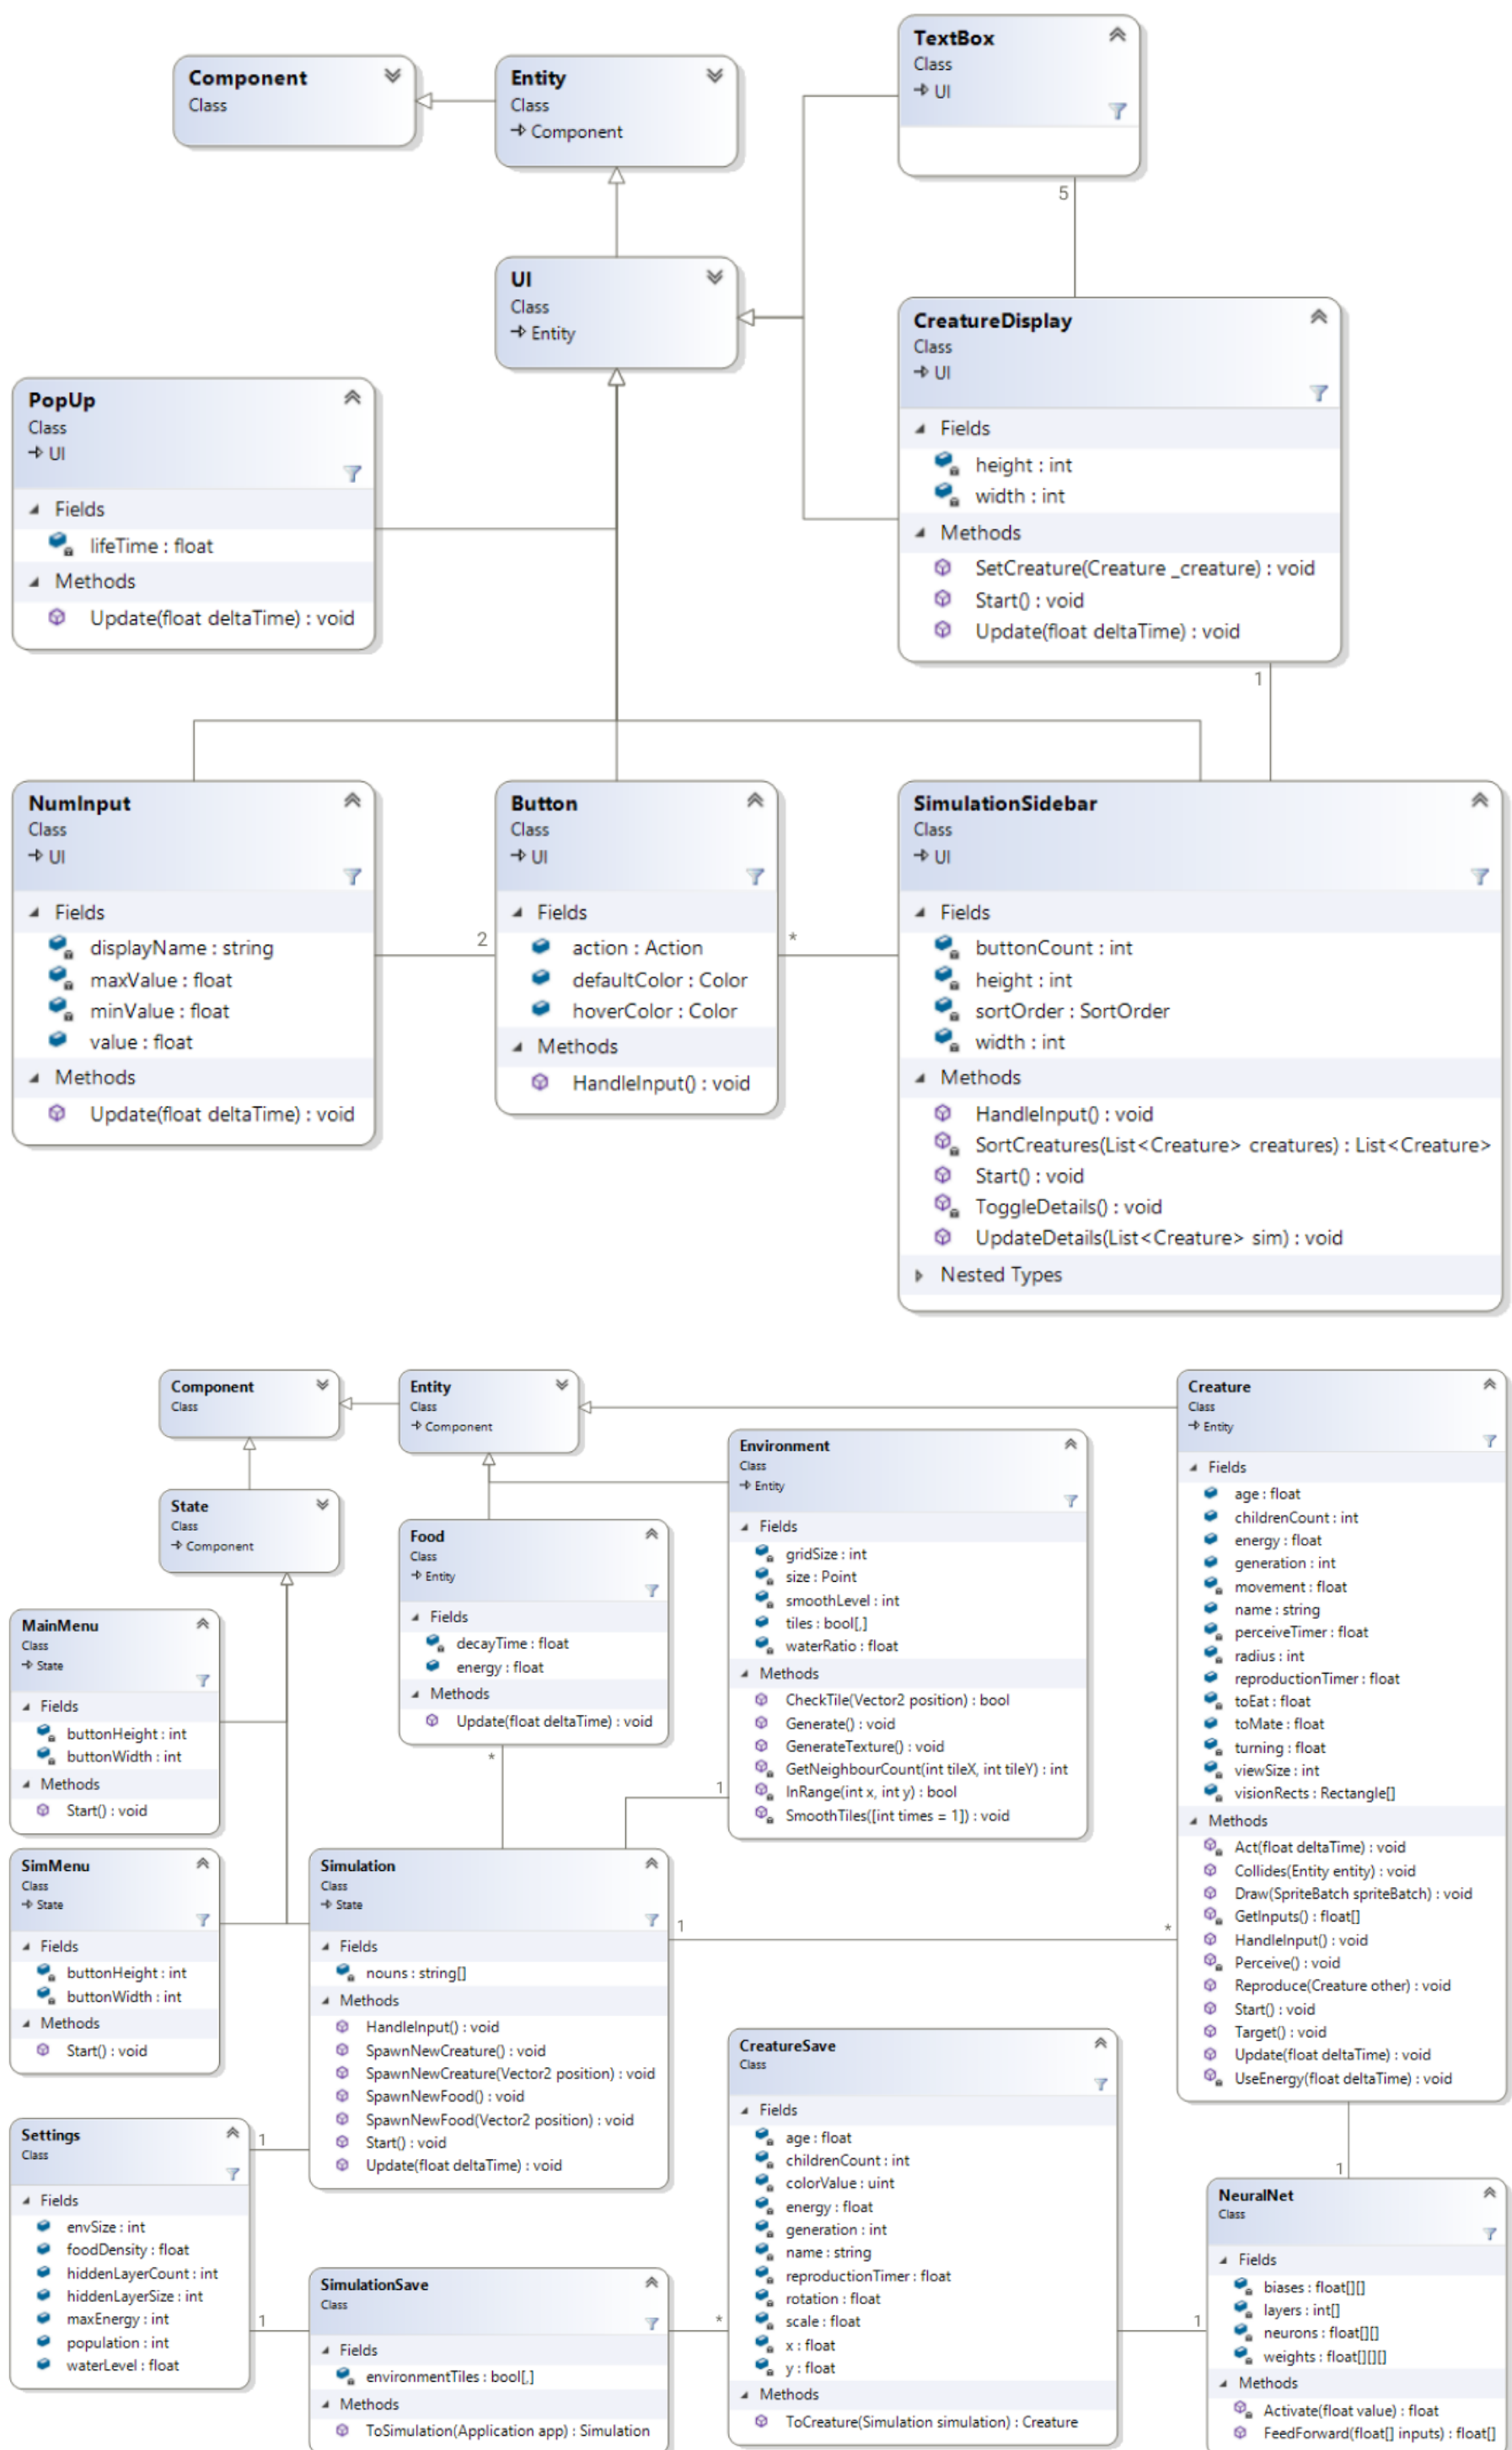 TextBox
Class
UI
Component
Class
Entity
Class
Component
5
UI
Class
Entity
CreatureDisplay
Class
UI
Fields
height : int
width : int
Methods
SetCreature(Creature _creature) : void
Start() : void
Update(float deltaTime) : void
1
PopUp
Class
UI
Fields
lifeTime : float
Methods
Update(float deltaTime) : void
NumInput
Class
UI
Fields
displayName : string
maxValue : float
minValue : float
value : float
Methods
Update(float deltaTime) : void
2
Button
Class
UI
Fields
action : Action
defaultColor : Color
hoverColor : Color
Methods
HandleInput() : void
*
SimulationSidebar
Class
UI
Fields
buttonCount : int
height : int
sortOrder : SortOrder
width : int
Methods
HandleInput() : void
SortCreatures(List<Creature> creatures) : List<Creature>
Start() : void
ToggleDetails() : void
UpdateDetails(List<Creature> sim) : void
Nested Types
Component
Class
Entity
Class
Component
State
Class
Component
Food
Class
Entity
Fields
decayTime : float
energy : float
Methods
Update(float deltaTime) : void
*
Environment
Class
Entity
Fields
gridSize : int
size : Point
smoothLevel : int
tiles : bool[,]
waterRatio : float
Methods
CheckTile(Vector2 position) : bool
Generate() : void
GenerateTexture() : void
GetNeighbourCount(int tileX, int tileY) : int
InRange(int x, int y) : bool
SmoothTiles([int times = 1]) : void
1
Creature
Class
Entity
Fields
age : float
childrenCount : int
energy : float
generation : int
movement : float
name : string
perceiveTimer : float
radius : int
reproductionTimer : float
toEat : float
toMate : float
turning : float
viewSize : int
visionRects : Rectangle[]
Methods
Act(float deltaTime) : void
Collides(Entity entity) : void
Draw(SpriteBatch spriteBatch) : void
GetInputs() : float[]
HandleInput() : void
Perceive() : void
Reproduce(Creature other) : void
Start() : void
Target() : void
Update(float deltaTime) : void
UseEnergy(float deltaTime) : void
MainMenu
Class
State
Fields
buttonHeight : int
buttonWidth : int
Methods
Start() : void
SimMenu
Class
State
Fields
buttonHeight : int
buttonWidth : int
Methods
Start() : void
Simulation
Class
State
Fields
nouns : string[]
Methods
HandleInput() : void
SpawnNewCreature() : void
SpawnNewCreature(Vector2 position) : void
SpawnNewFood() : void
SpawnNewFood(Vector2 position) : void
Start() : void
Update(float deltaTime) : void
1
*
Settings
Class
Fields
envSize : int
foodDensity : float
hiddenLayerCount : int
hiddenLayerSize : int
maxEnergy : int
population : int
waterLevel : float
1
1
SimulationSave
Class
Fields
environmentTiles : bool[,]
Methods
ToSimulation(Application app) : Simulation
*
CreatureSave
Class
Fields
age : float
childrenCount : int
colorValue : uint
energy : float
generation : int
name : string
reproductionTimer : float
rotation : float
scale : float
x : float
y : float
Methods
ToCreature(Simulation simulation) : Creature
1
1
NeuralNet
Class
Fields
biases : float[][]
layers : int[]
neurons : float[][]
weights : float[][][]
Methods
Activate(float value) : float
FeedForward(float[] inputs) : float[]